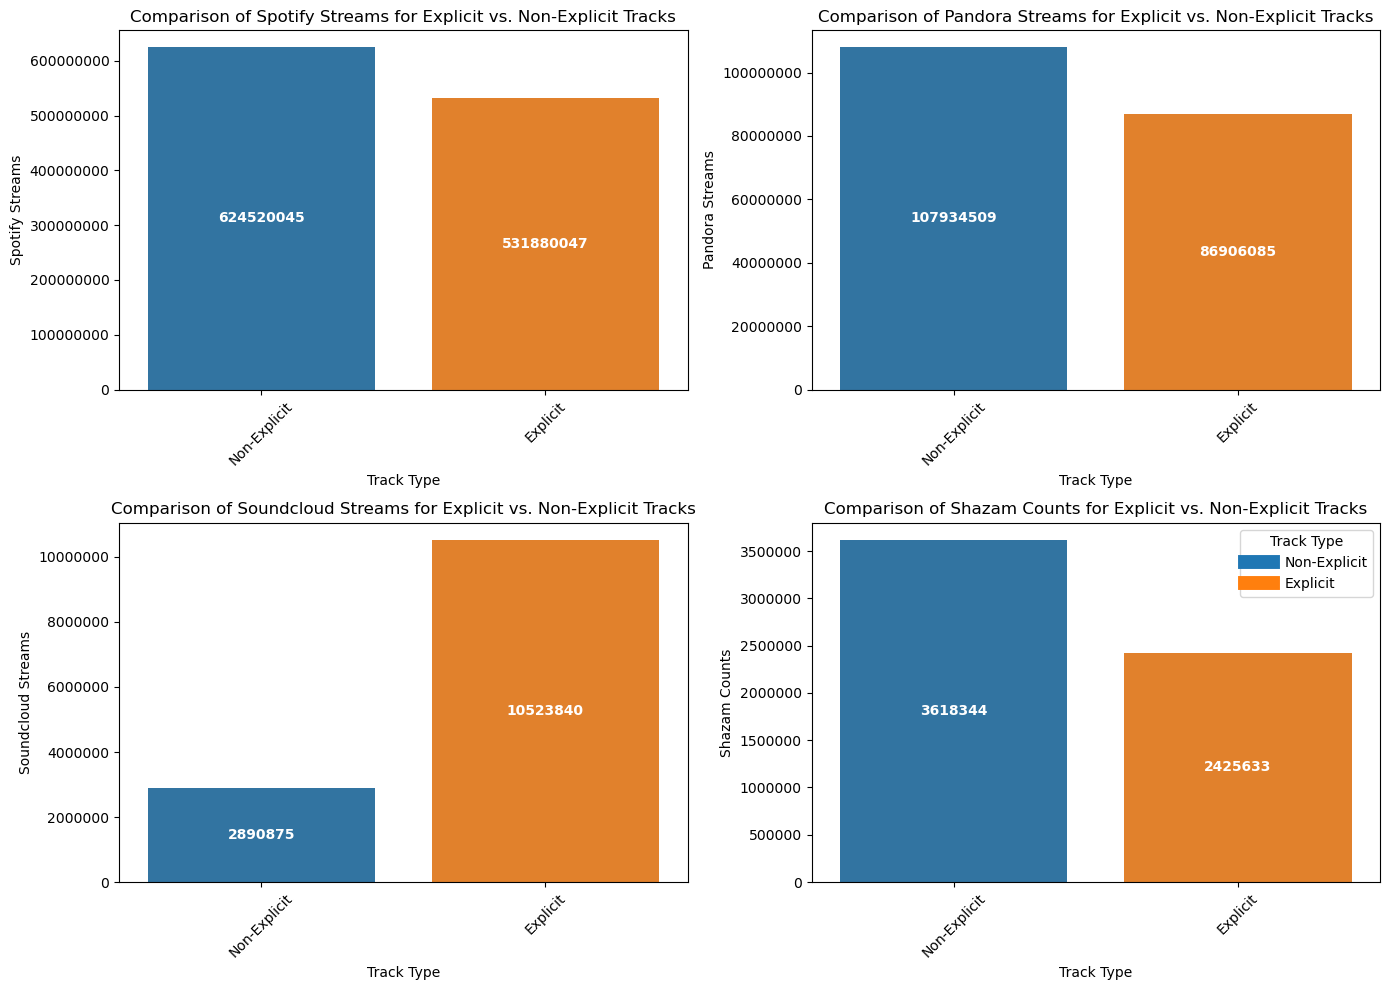 Comparison of Spotify Streams for Explicit vs. Non-Explicit Tracks
Spotify Streams
600000000
500000000
400000000
300000000
200000000
100000000
0
624520045
531880047
Non-Explicit
Explicit
Track Type
Comparison of Pandora Streams for Explicit vs. Non-Explicit Tracks
Pandora Streams
100000000
80000000
60000000
40000000
20000000
0
107934509
86906085
Non-Explicit
Explicit
Track Type
Comparison of Soundcloud Streams for Explicit vs. Non-Explicit Tracks
Soundcloud Streams
10000000
8000000
6000000
4000000
2000000
0
2890875
10523840
Non-Explicit
Explicit
Track Type
Comparison of Shazam Counts for Explicit vs. Non-Explicit Tracks
Shazam Counts
3500000
3000000
2500000
2000000
1500000
1000000
500000
0
Track Type
Non-Explicit
Explicit
3618344
2425633
Non-Explicit
Explicit
Track Type